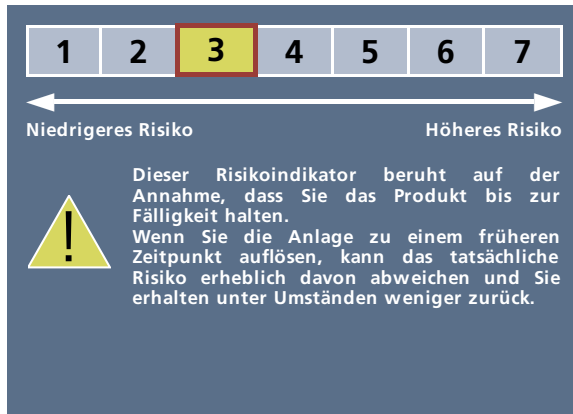 1 2 3 4 5 6 7
Niedrigeres Risiko Höheres Risiko
Dieser Risikoindikator beruht auf der
Annahme, dass Sie das Produkt bis zur
Fälligkeit halten.
Wenn Sie die Anlage zu einem früheren
Zeitpunkt auflösen, kann das tatsächliche
Risiko erheblich davon abweichen und Sie
erhalten unter Umständen weniger zurück.
!